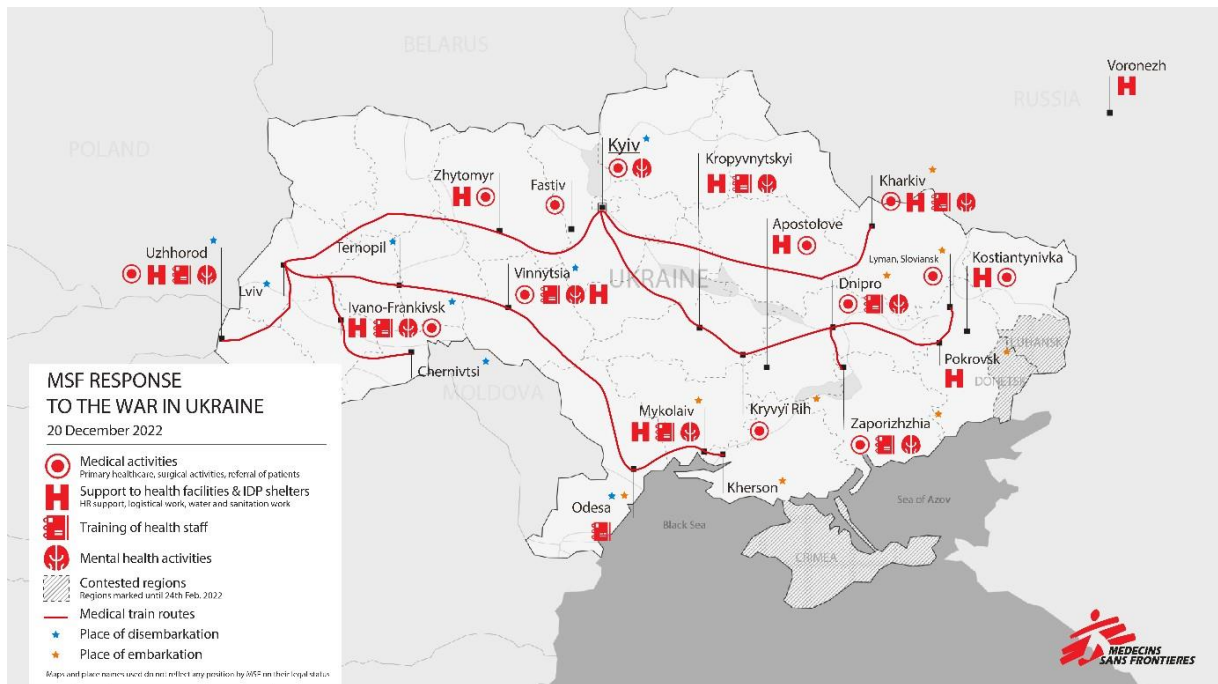 BELARUS
Voronezh
RUSSIA
POLAND
Kyiv
Kropyvnytskyi
Zhytomyr
Fastiv
Kharkiv
Apostolove
Uzhhorod
Ternopil
Lyman, Sloviansk
Kostiantynivka
Vinnytsia
UKRAINE
Dnipro
Lviv
Ivano-Frankivsk
LUHANSK
Pokrovsk
Chernivtsi
DONETSK
MOLDOVA
Mykolaiv
Kryvyï Rih
Zaporizhzhia
Kherson
Odesa
Black Sea
Sea of Azov
CRIMEA
MSF RESPONSE
TO THE WAR IN UKRAINE
20 December 2022
Medical activities
Primary healthcare, surgical activities, referral of patients
Support to health facilities & IDP shelters
HR support, logistical work, water and sanitation work
Training of health staff
Mental health activities
Contested regions
Regions marked until 24th Feb. 2022
Medical train routes
Place of disembarkation
Place of embarkation
Maps and place names used do not reflect any position by MSF on their legal status
MEDECINS
SANS FRONTIERES